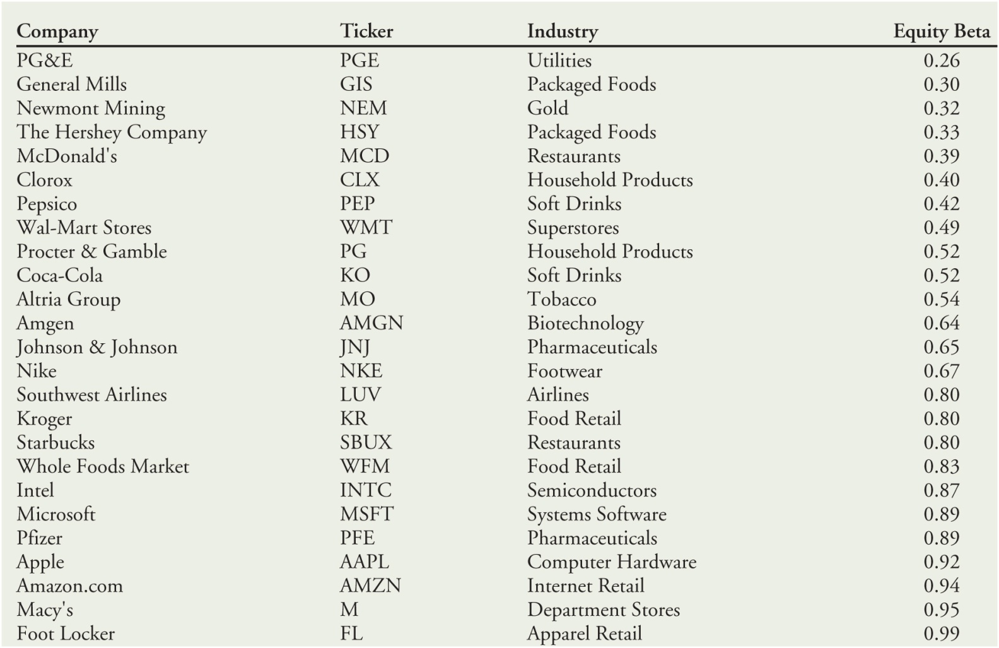 Company Ticker Industry Equity Beta
PG&E PGE Utilities 0.26
General Mills GIS Packaged Foods 0.30
Newmont Mining NEM Gold 0.32
The Hershey Company HSY Packaged Foods 0.33
McDonald's MCD Restaurants 0.39
Clorox CLX Household Products 0.40
Pepsico PEP Soft Drinks 0.42
Wal-Mart Stores WMT Superstores 0.49
Procter & Gamble PG Household Products 0.52
Coca-Cola KO Soft Drinks 0.52
Altria Group MO Tobacco 0.54
Amgen AMGN Biotechnology 0.64
Johnson & Johnson JNJ Pharmaceuticals 0.65
Nike NKE Footwear 0.67
Southwest Airlines LUV Airlines 0.80
Kroger KR Food Retail 0.80
Starbucks SBUX Restaurants 0.80
Whole Foods Market WFM Food Retail 0.83
Intel INTC Semiconductors 0.87
Microsoft MSFT Systems Software 0.89
Pfizer PFE Pharmaceuticals 0.89
Apple AAPL Computer Hardware 0.92
Amazon.com AMZN Internet Retail 0.94
Macy's M Department Stores 0.95
Foot Locker FL Apparel Retail 0.99